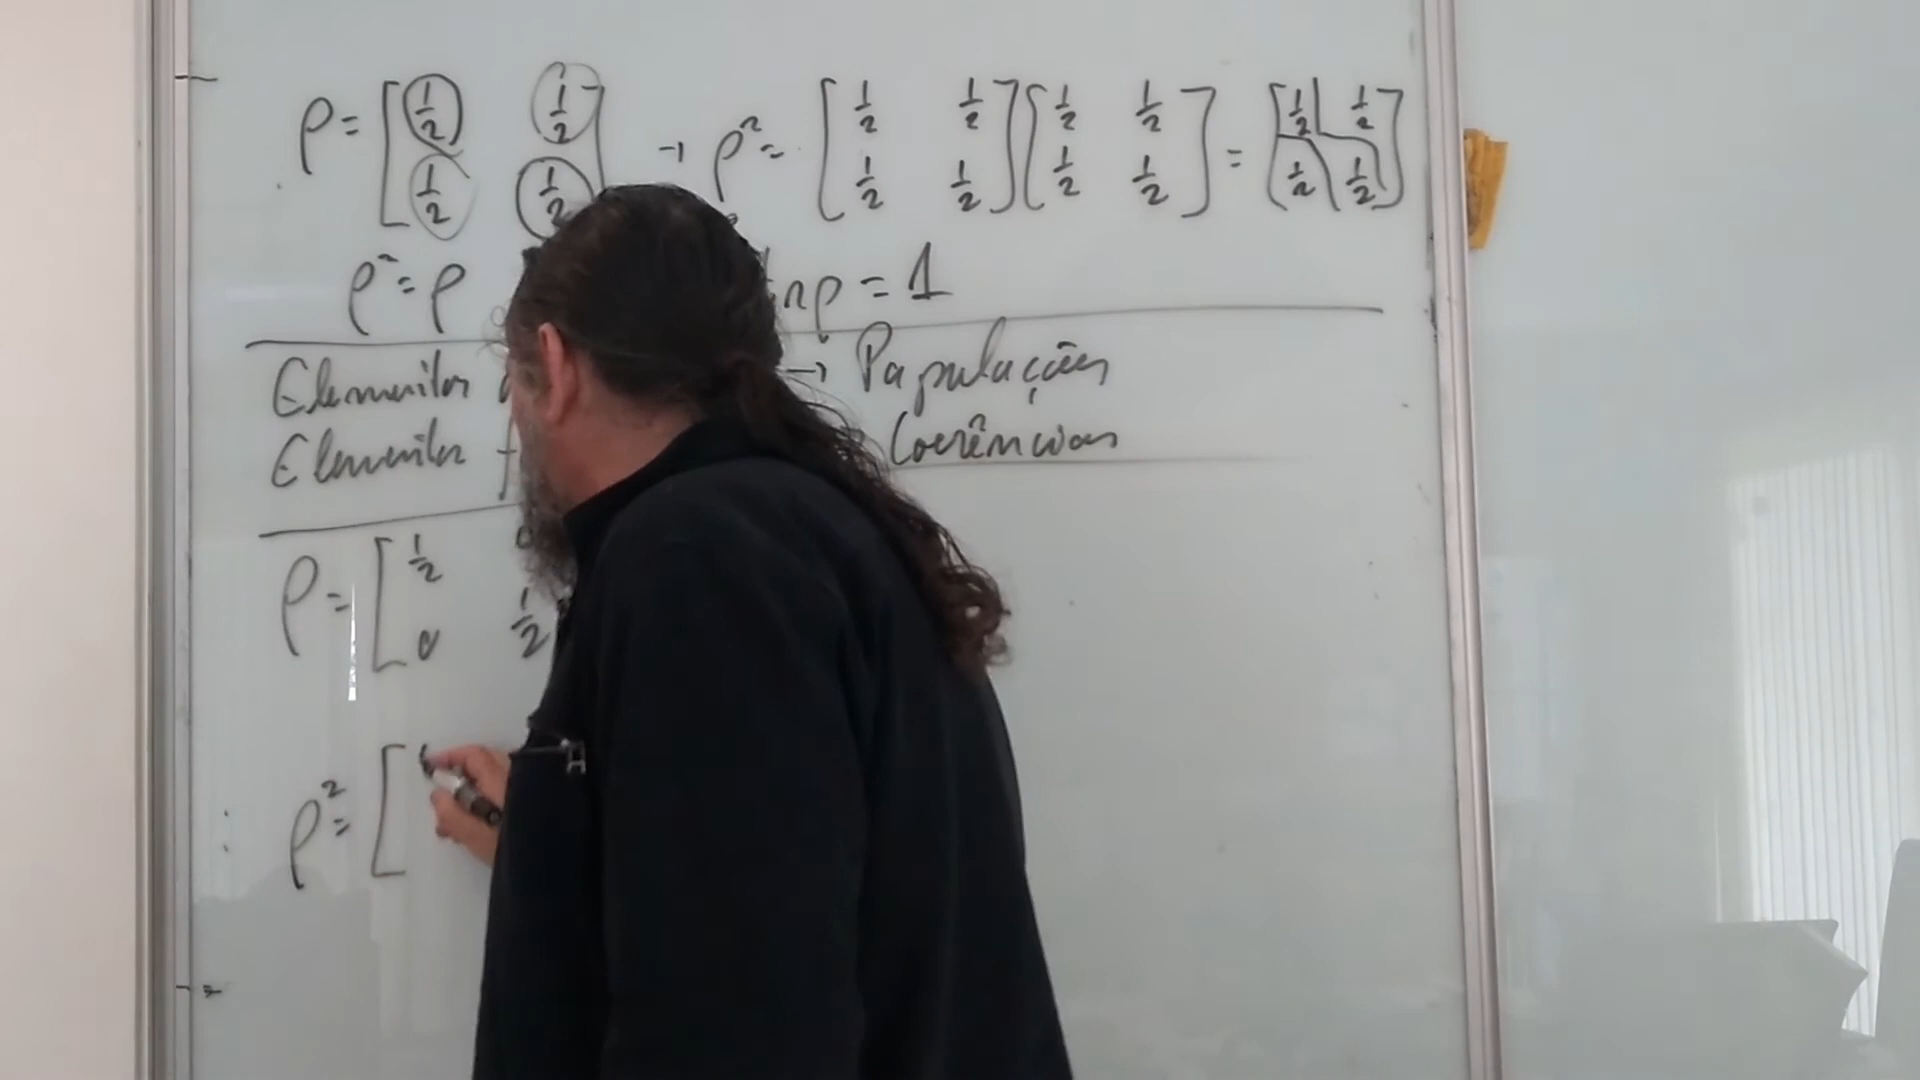 ρ = [1/2 1/2; 1/2 1/2] → ρ² = [1/2 1/2; 1/2 1/2] [1/2 1/2; 1/2 1/2] = [1/2 1/2; 1/2 1/2]
ρ² = ρ rρ = 1
Elementos → Populações
Elementos f Coerências
ρ = [1/2 0; 0 1/2
ρ² = [